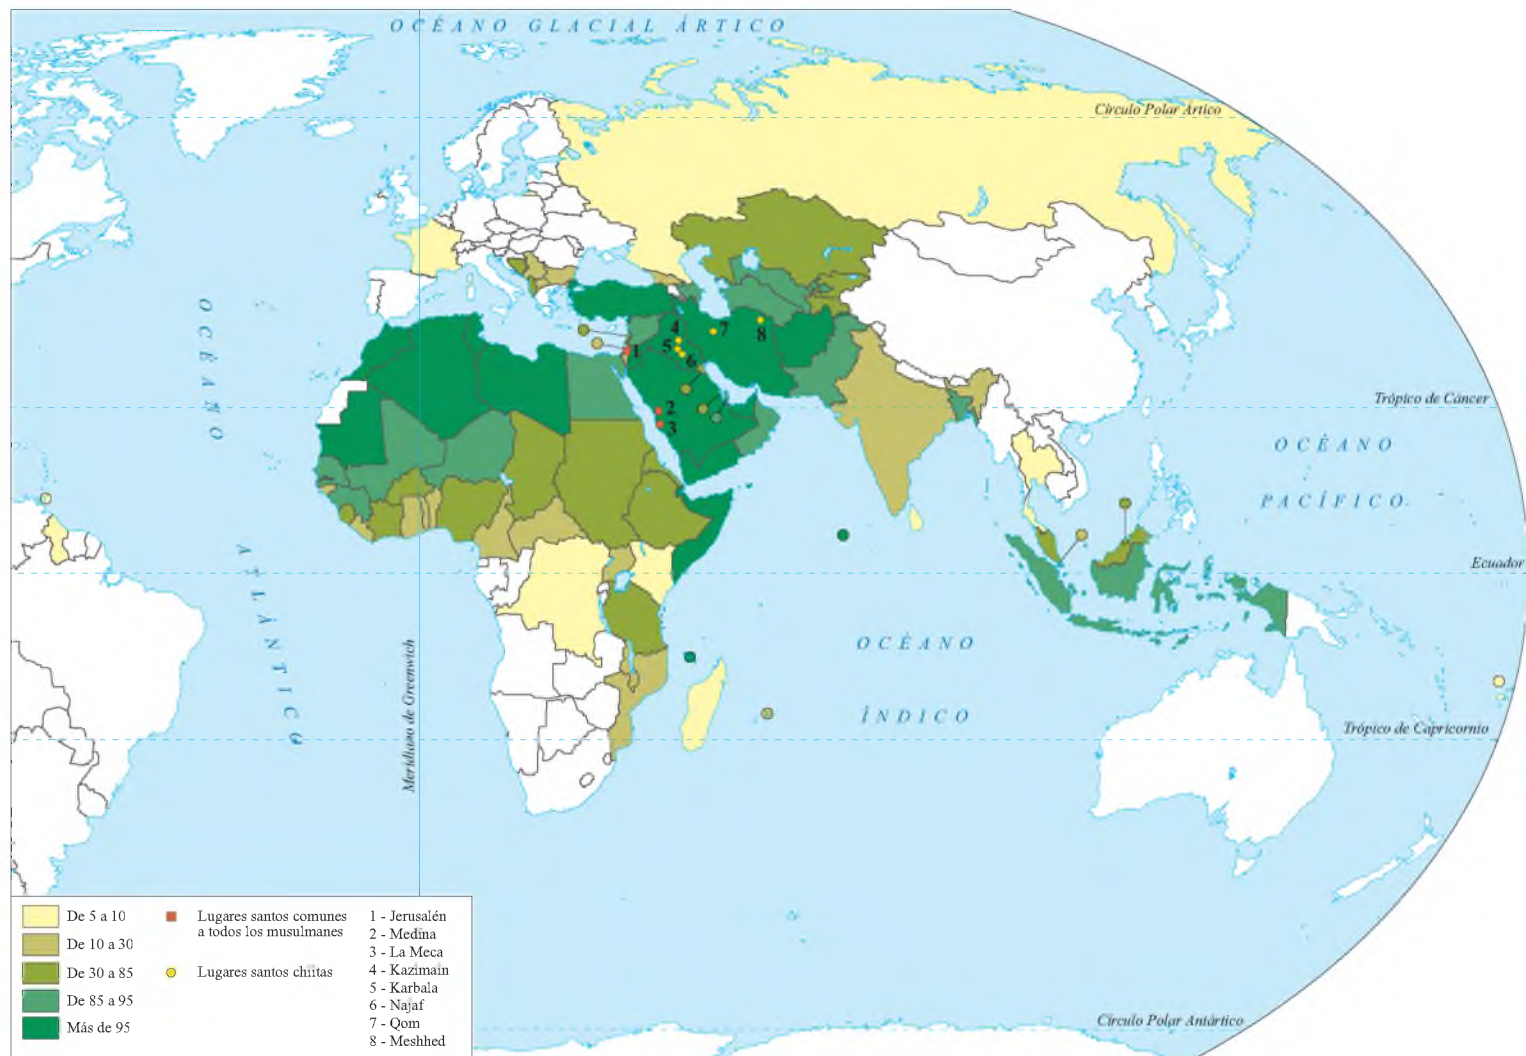 OCÉANO GLACIAL ÁRTICO
Círculo Polar Ártico
OCÉANO
ATLÁNTICO
Trópico de Cáncer
OCÉANO
PACÍFICO
Ecuador
OCÉANO
ÍNDICO
Meridiano de Greenwich
Trópico de Capricornio
Círculo Polar Antártico
4
5
6
7
8
1
2
3
De 5 a 10
De 10 a 30
De 30 a 85
De 85 a 95
Más de 95
Lugares santos comunes
a todos los musulmanes
Lugares santos chiitas
1 - Jerusalén
2 - Medina
3 - La Meca
4 - Kazimain
5 - Karbala
6 - Najaf
7 - Qom
8 - Meshhed